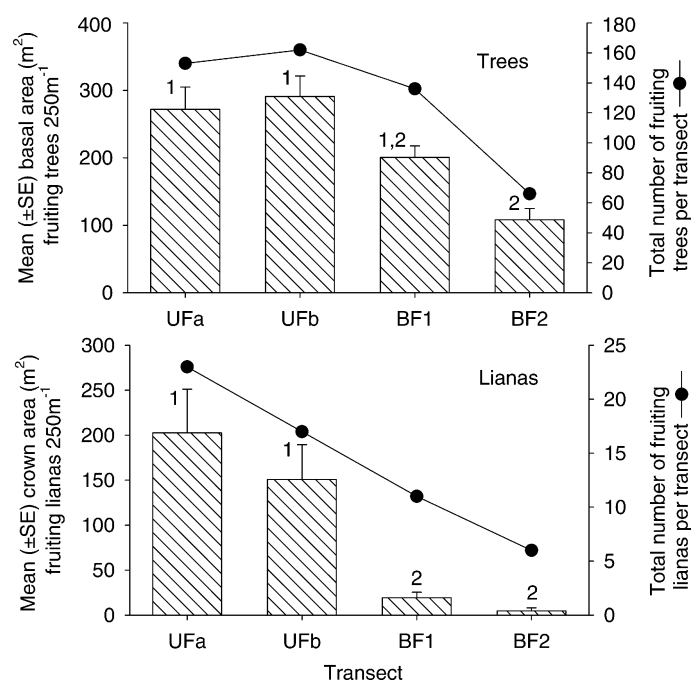 Mean (±SE) basal area (m²)
fruiting trees 250m⁻¹
400
300
200
100
0
Trees
1
1
1,2
2
180
160
140
120
100
80
60
40
20
0
Total number of fruiting
trees per transect
UFa UFb BF1 BF2
Mean (±SE) crown area (m²)
fruiting lianas 250m⁻¹
300
250
200
150
100
50
0
Lianas
1
1
2
2
25
20
15
10
5
0
Total number of fruiting
lianas per transect
UFa UFb BF1 BF2
Transect